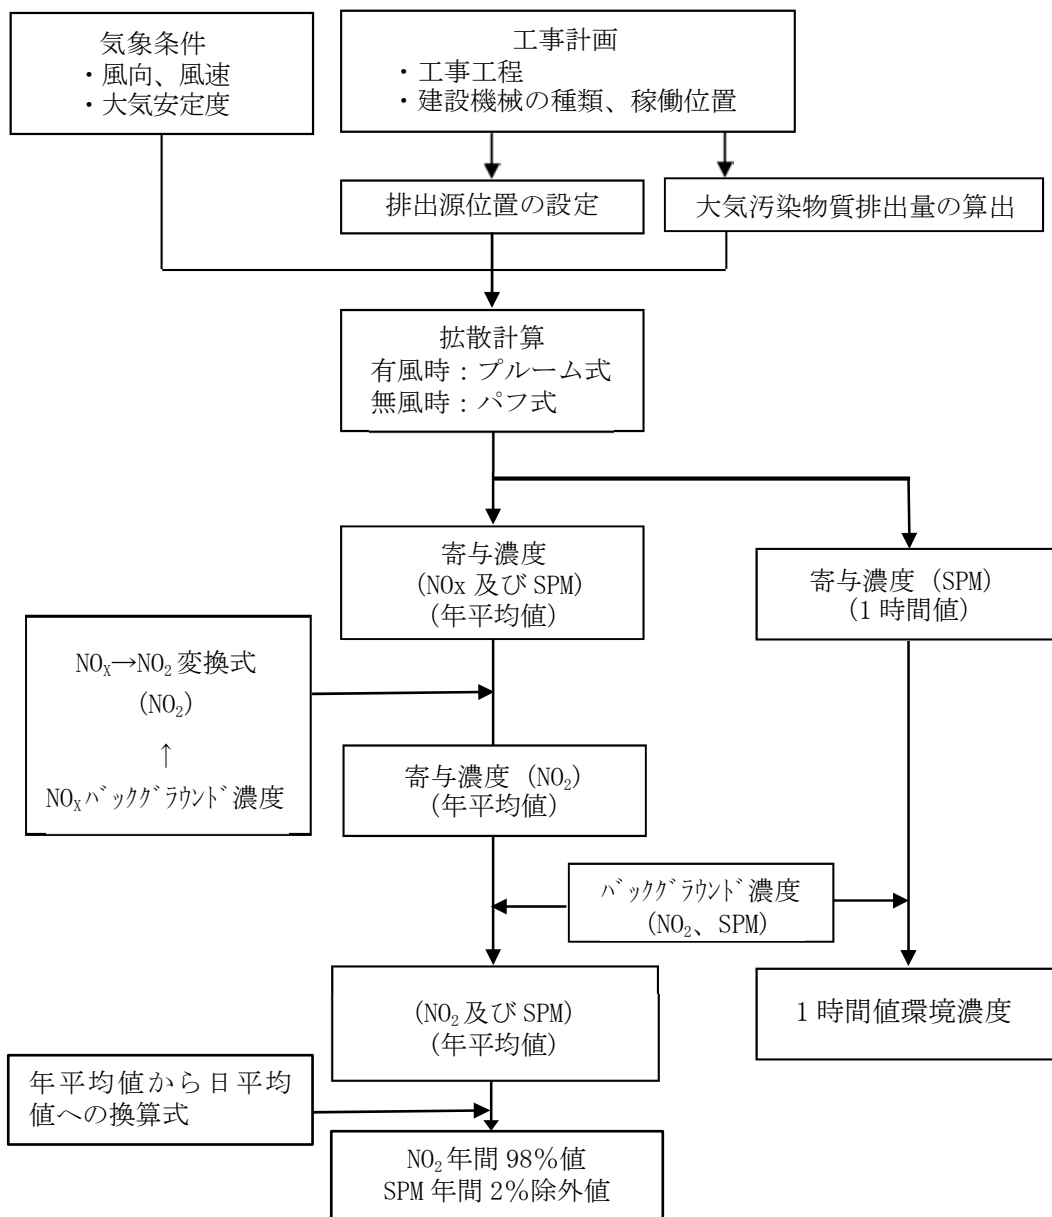 気象条件
・風向、風速
・大気安定度
工事計画
・工事工程
・建設機械の種類、稼働位置
排出源位置の設定
大気汚染物質排出量の算出
拡散計算
有風時：プルーム式
無風時：パフ式
寄与濃度
(NOx 及び SPM)
(年平均値)
寄与濃度 (SPM)
(1 時間値)
NOₓ→NO₂ 変換式
(NO₂)
↑
NOₓ ﾊﾞｯｸｸﾞﾗｳﾝﾄﾞ濃度
寄与濃度 (NO₂)
(年平均値)
ﾊﾞｯｸｸﾞﾗｳﾝﾄﾞ濃度
(NO₂、SPM)
(NO₂ 及び SPM)
(年平均値)
1 時間値環境濃度
年平均値から日平均
値への換算式
NO₂ 年間 98％値
SPM 年間 2％除外値